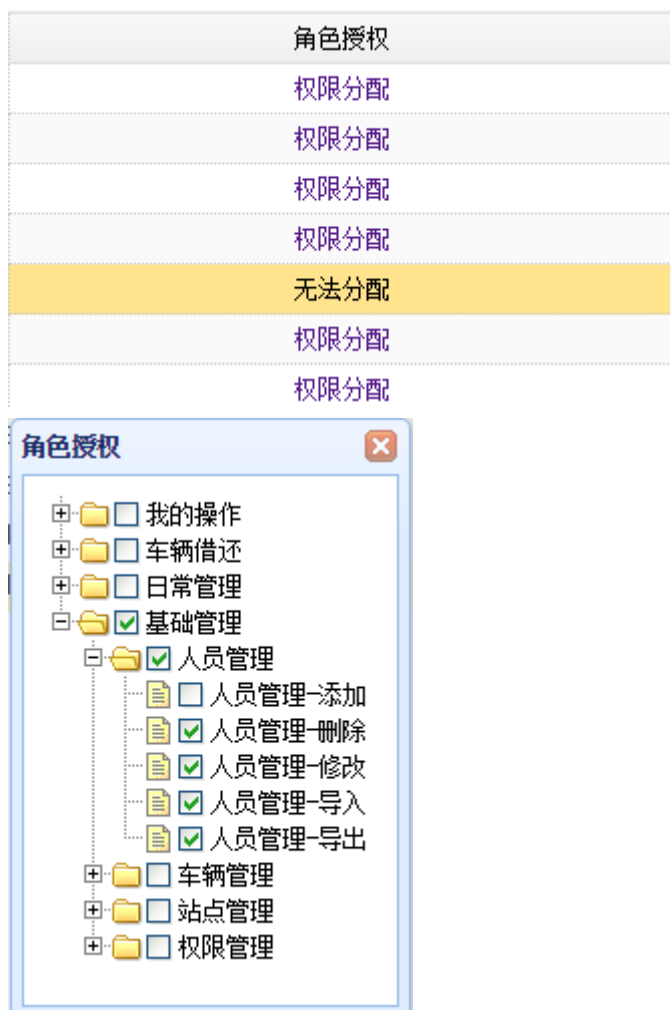 角色授权
权限分配
权限分配
权限分配
权限分配
无法分配
权限分配
权限分配
角色授权
我的操作
车辆借还
日常管理
基础管理
人员管理
人员管理-添加
人员管理-删除
人员管理-修改
人员管理-导入
人员管理-导出
车辆管理
站点管理
权限管理